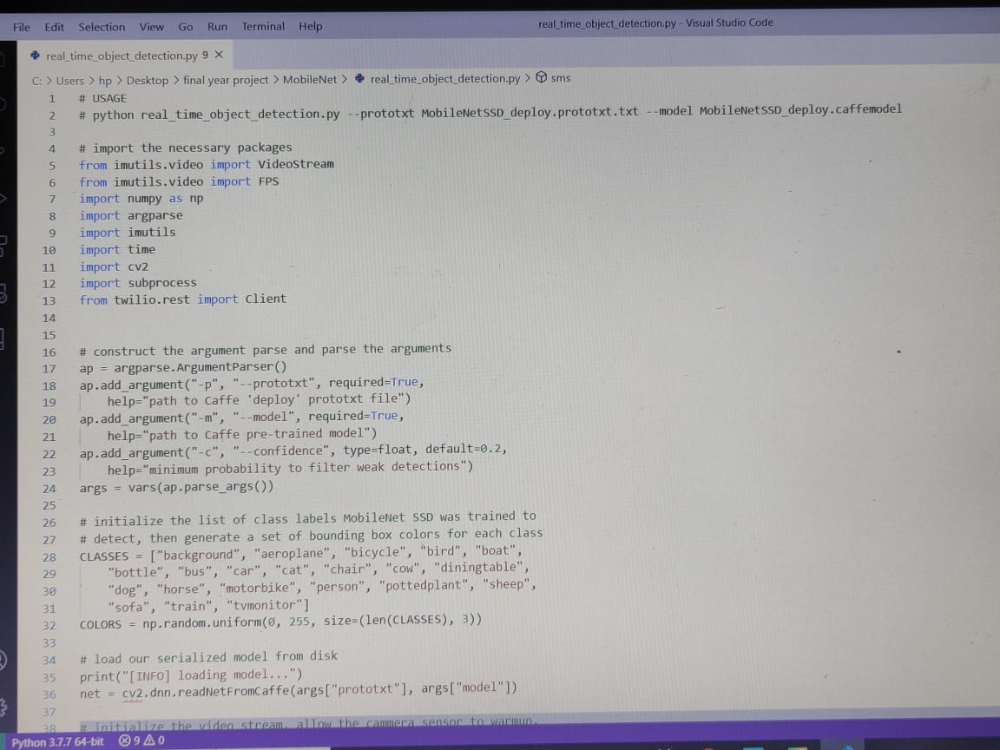 File Edit Selection View Go Run Terminal Help real_time_object_detection.py - Visual Studio Code
real_time_object_detection.py 9 ×
C: > Users > hp > Desktop > final year project > MobileNet > real_time_object_detection.py > sms
1 # USAGE
2 # python real_time_object_detection.py --prototxt MobileNetSSD_deploy.prototxt.txt --model MobileNetSSD_deploy.caffemodel
3
4 # import the necessary packages
5 from imutils.video import VideoStream
6 from imutils.video import FPS
7 import numpy as np
8 import argparse
9 import imutils
10 import time
11 import cv2
12 import subprocess
13 from twilio.rest import Client
14
15
16 # construct the argument parse and parse the arguments
17 ap = argparse.ArgumentParser()
18 ap.add_argument("-p", "--prototxt", required=True,
19     help="path to Caffe 'deploy' prototxt file")
20 ap.add_argument("-m", "--model", required=True,
21     help="path to Caffe pre-trained model")
22 ap.add_argument("-c", "--confidence", type=float, default=0.2,
23     help="minimum probability to filter weak detections")
24 args = vars(ap.parse_args())
25
26 # initialize the list of class labels MobileNet SSD was trained to
27 # detect, then generate a set of bounding box colors for each class
28 CLASSES = ["background", "aeroplane", "bicycle", "bird", "boat",
29     "bottle", "bus", "car", "cat", "chair", "cow", "diningtable",
30     "dog", "horse", "motorbike", "person", "pottedplant", "sheep",
31     "sofa", "train", "tvmonitor"]
32 COLORS = np.random.uniform(0, 255, size=(len(CLASSES), 3))
33
34 # load our serialized model from disk
35 print("[INFO] loading model...")
36 net = cv2.dnn.readNetFromCaffe(args["prototxt"], args["model"])
37
38 # initialize the video stream, allow the cammera sensor to warmup,
Python 3.7.7 64-bit 9 0